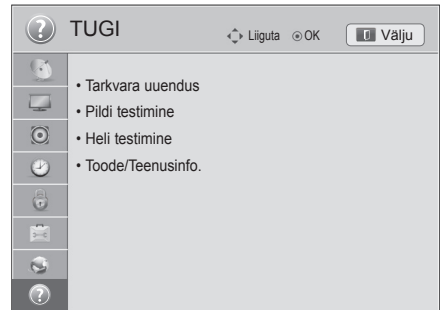 TUGI
Liiguta OK
Välju
• Tarkvara uuendus
• Pildi testimine
• Heli testimine
• Toode/Teenusinfo.